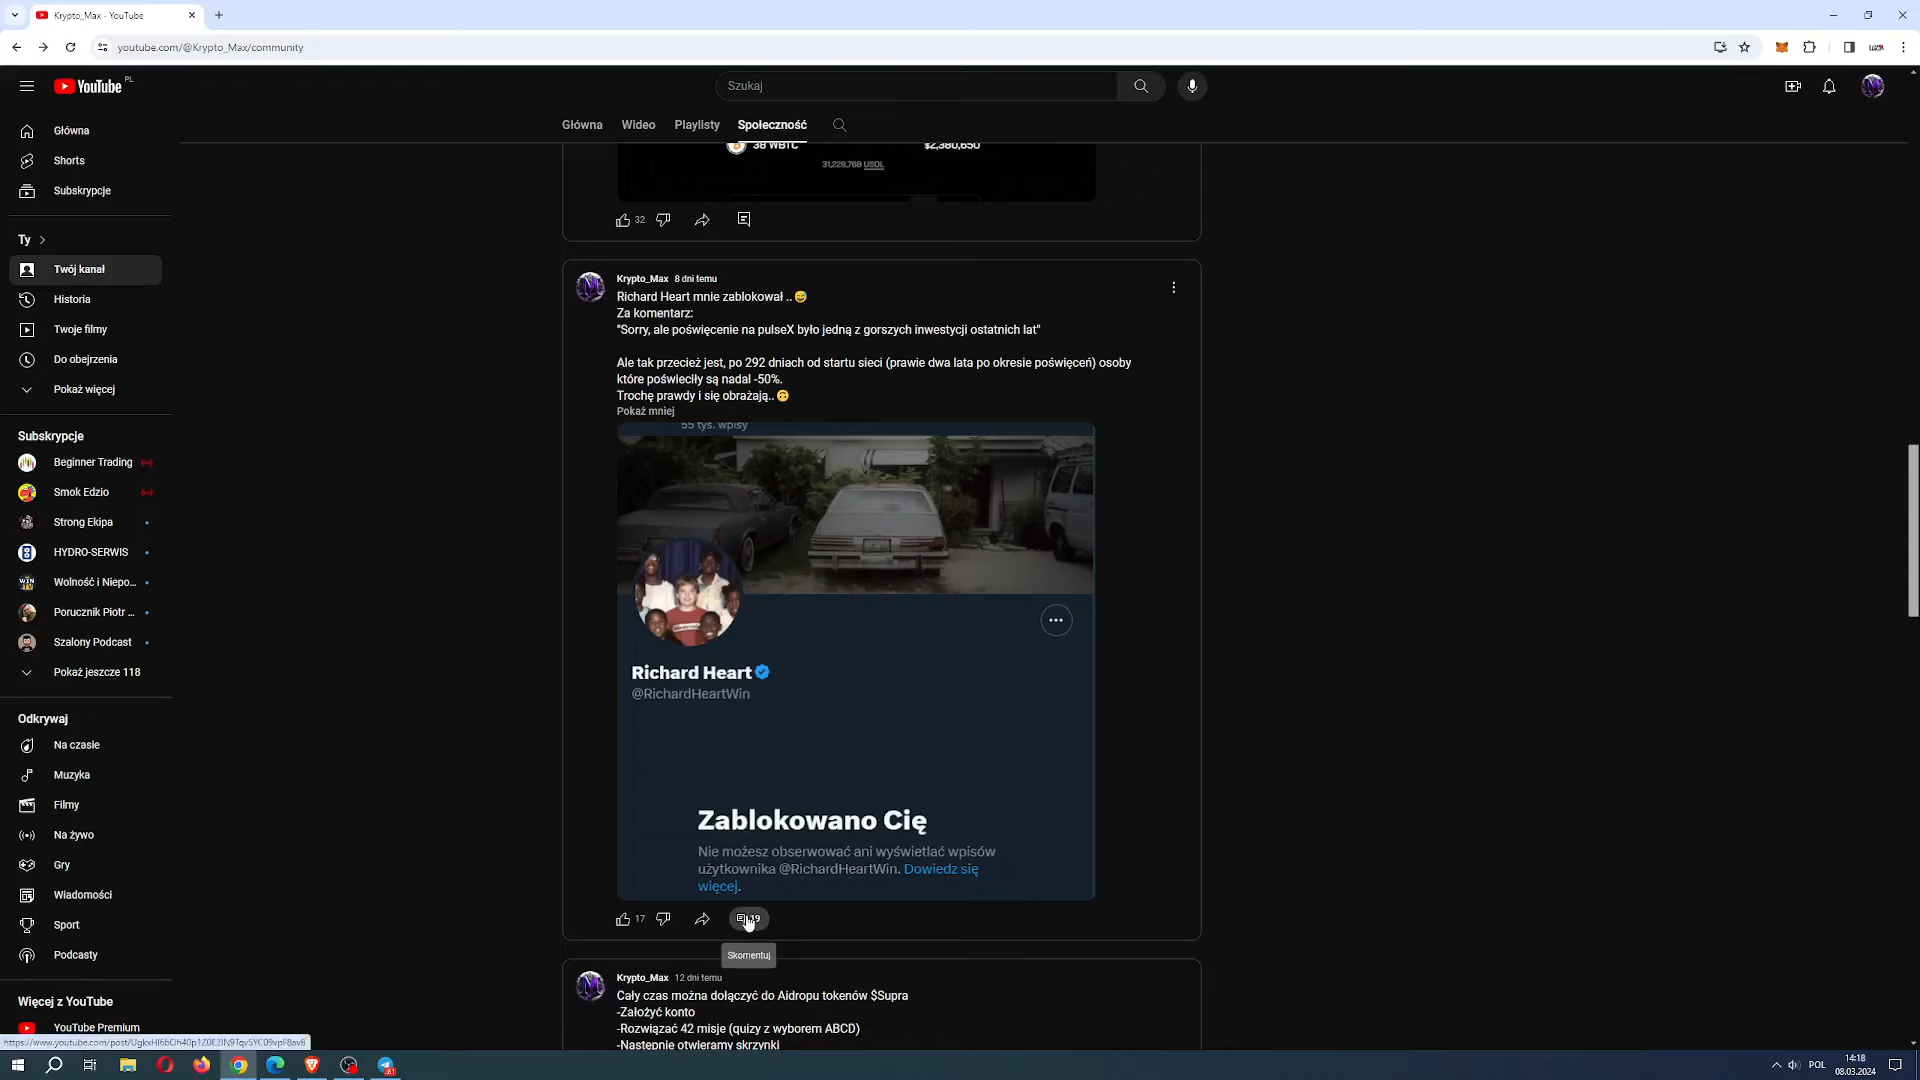 Krypto_Max - YouTube
youtube.com/@Krypto_Max/community
YouTube PL
Szukaj
Główna
Wideo
Playlisty
Społeczność
Główna
Shorts
Subskrypcje
Ty
Twój kanał
Historia
Twoje filmy
Do obejrzenia
Pokaż więcej
Subskrypcje
Beginner Trading
Smok Edzio
Strong Ekipa
HYDRO-SERWIS
Wolność i Niepo...
Porucznik Piotr ...
Szalony Podcast
Pokaż jeszcze 118
Odkrywaj
Na czasie
Muzyka
Filmy
Na żywo
Gry
Wiadomości
Sport
Podcasty
Więcej z YouTube
YouTube Premium
38 WBTC
$2,380,650
31,229,768 USDL
32
Krypto_Max 8 dni temu
Richard Heart mnie zablokował ..
Za komentarz:
"Sorry, ale poświęcenie na pulseX było jedną z gorszych inwestycji ostatnich lat"
Ale tak przecież jest, po 292 dniach od startu sieci (prawie dwa lata po okresie poświęceń) osoby
które poświeciły są nadal -50%.
Trochę prawdy i się obrażają..
Pokaż mniej
55 tys. wpisy
Richard Heart
@RichardHeartWin
Zablokowano Cię
Nie możesz obserwować ani wyświetlać wpisów
użytkownika @RichardHeartWin. Dowiedz się
więcej.
17
19
Skomentuj
Krypto_Max 12 dni temu
Cały czas można dołączyć do Aidropu tokenów $Supra
-Założyć konto
-Rozwiązać 42 misje (quizy z wyborem ABCD)
-Następnie otwieramy skrzynki
POL
14:18
08.03.2024